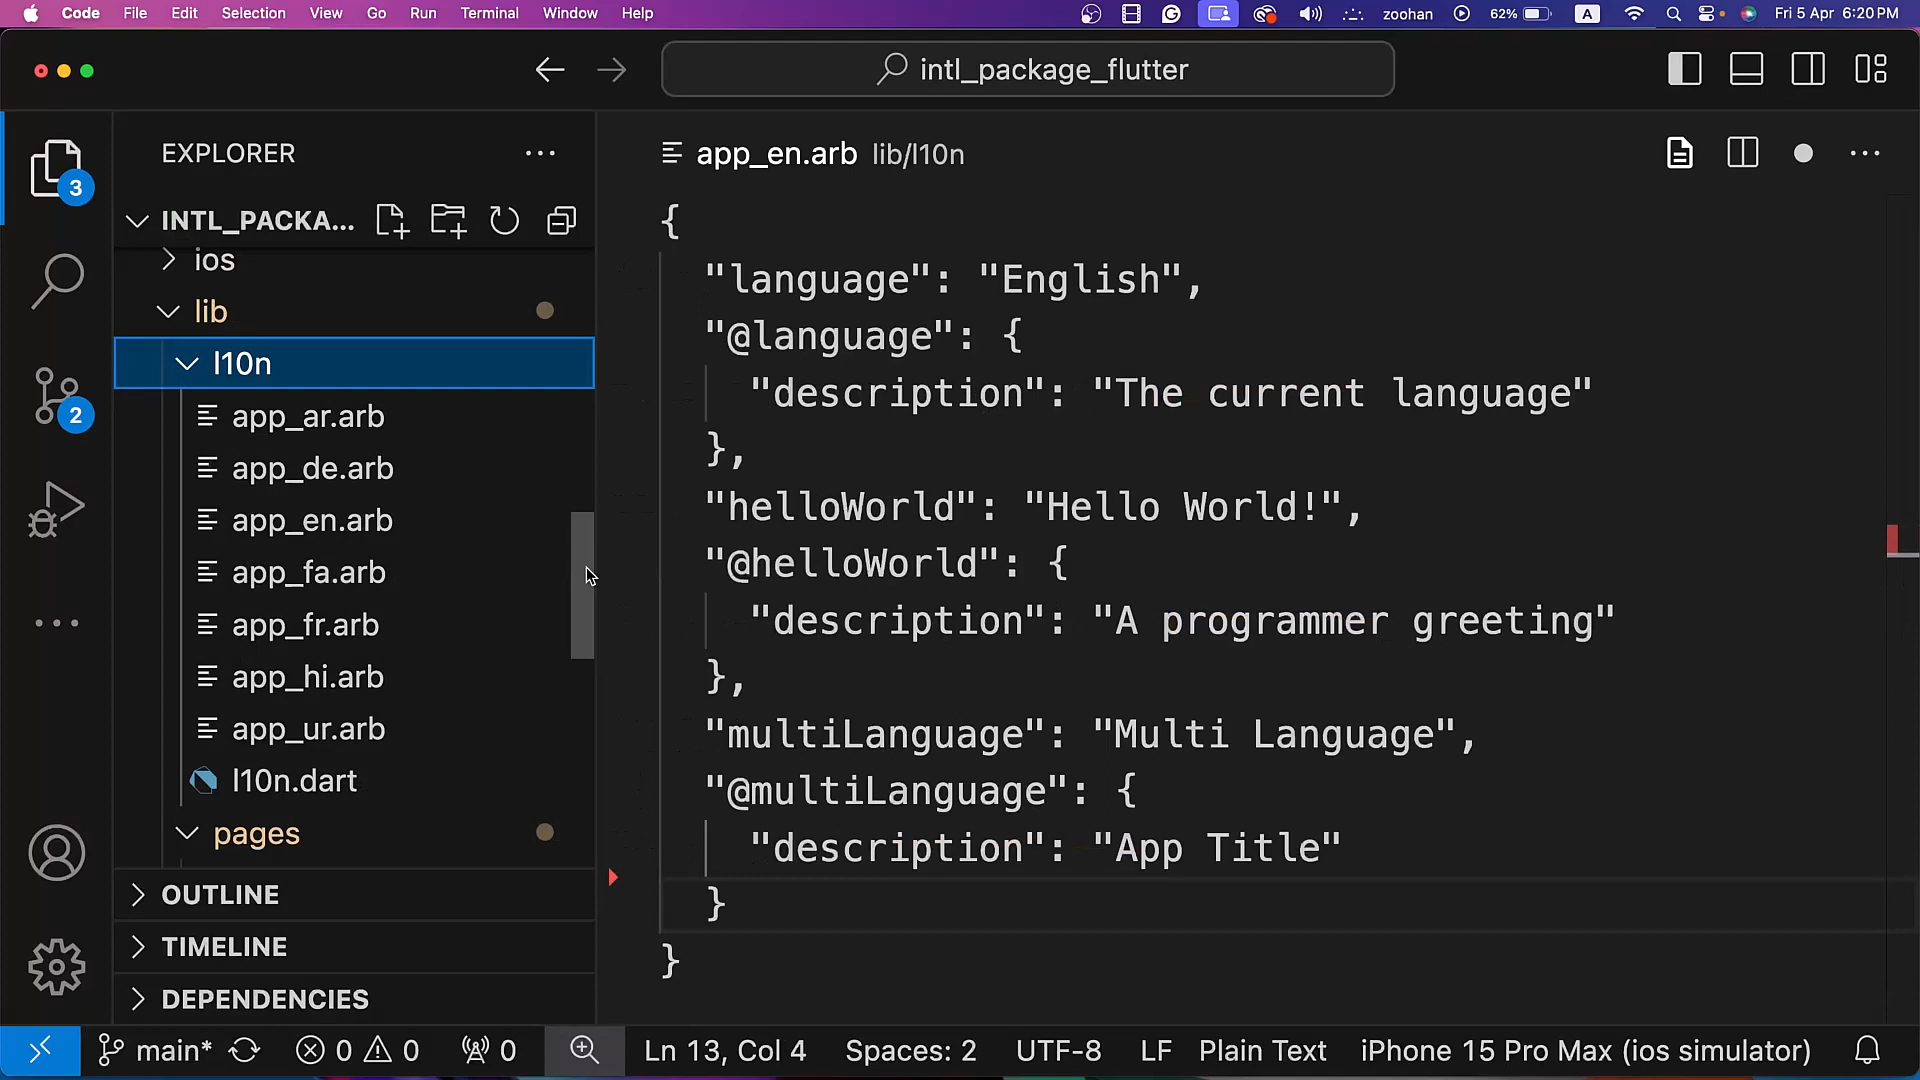 Code File Edit Selection View Go Run Terminal Window Help zoohan 62% A Fri 5 Apr 6:20 PM
intl_package_flutter
EXPLORER
3
INTL_PACKA...
ios
lib
l10n
2
app_ar.arb
app_de.arb
app_en.arb
app_fa.arb
app_fr.arb
app_hi.arb
app_ur.arb
l10n.dart
pages
OUTLINE
TIMELINE
DEPENDENCIES
app_en.arb lib/l10n
{
"language": "English",
"@language": {
"description": "The current language"
},
"helloWorld": "Hello World!",
"@helloWorld": {
"description": "A programmer greeting"
},
"multiLanguage": "Multi Language",
"@multiLanguage": {
"description": "App Title"
}
}
main* 0 0 0 Ln 13, Col 4 Spaces: 2 UTF-8 LF Plain Text iPhone 15 Pro Max (ios simulator)